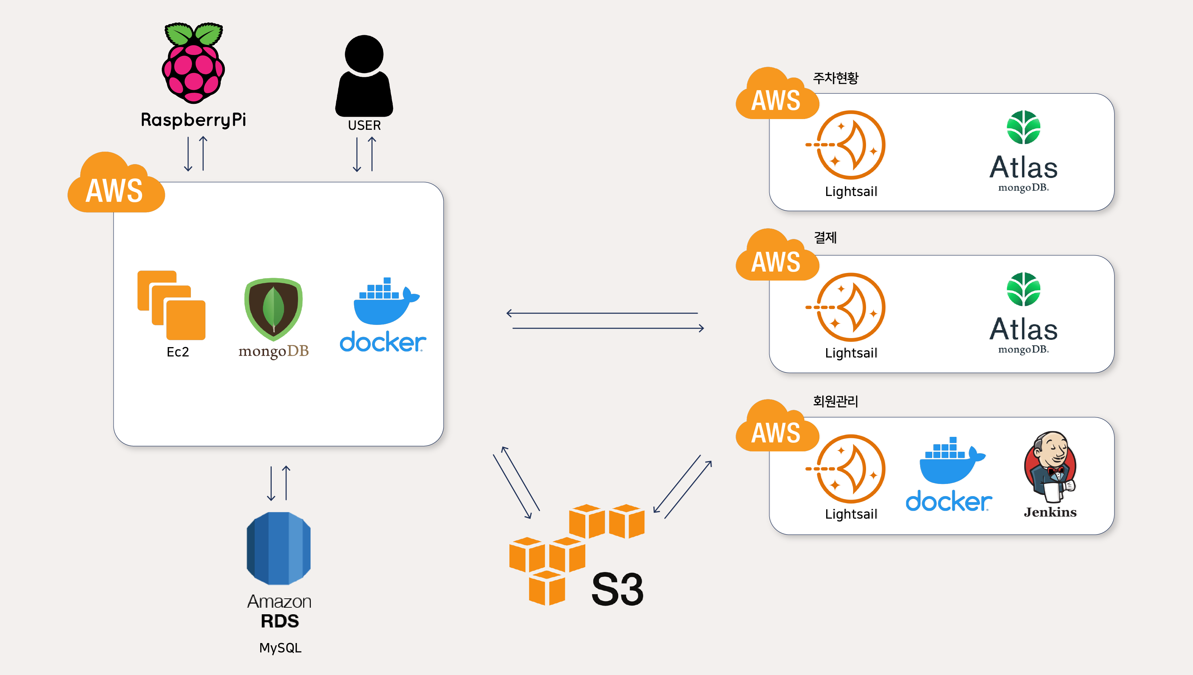 RaspberryPi
USER
AWS
Ec2
mongoDB
docker
Amazon
RDS
MySQL
S3
주차현황
AWS
Lightsail
Atlas
mongoDB.
결제
AWS
Lightsail
Atlas
mongoDB.
회원관리
AWS
Lightsail
docker
Jenkins